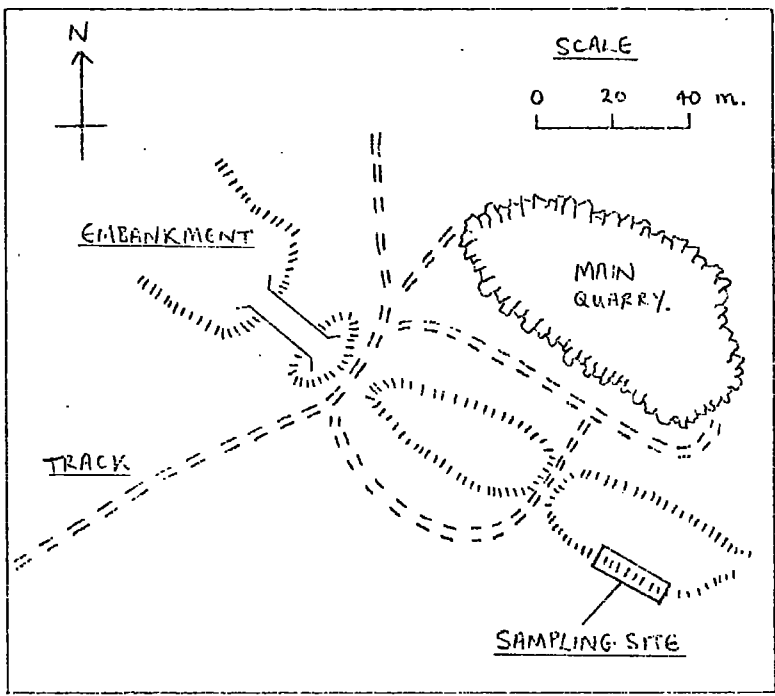 N
SCALE
0 20 40 m.
EMBANKMENT
MAIN
QUARRY.
TRACK
SAMPLING SITE